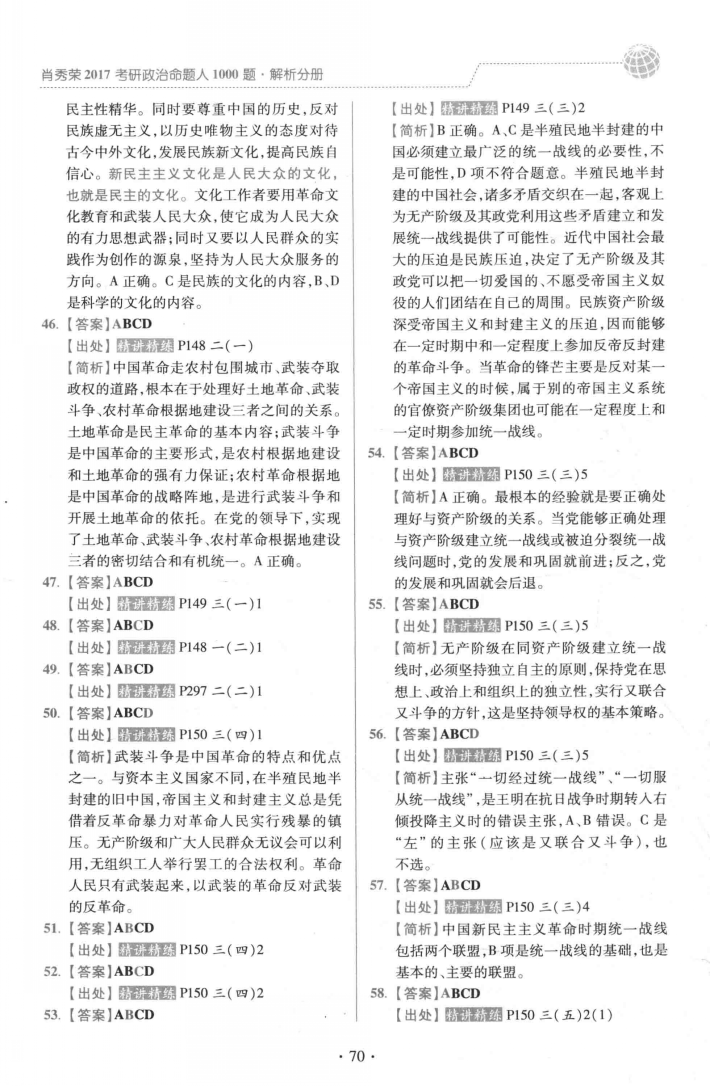 肖秀荣2017考研政治命题人1000题·解析分册
民主性精华。同时要尊重中国的历史,反对
民族虚无主义,以历史唯物主义的态度对待
古今中外文化,发展民族新文化,提高民族自
信心。新民主主义文化是人民大众的文化,
也就是民主的文化。文化工作者要用革命文
化教育和武装人民大众,使它成为人民大众
的有力思想武器;同时又要以人民群众的实
践作为创作的源泉,坚持为人民大众服务的
方向。A正确。C是民族的文化的内容,B、D
是科学的文化的内容。
46.【答案】ABCD
【出处】精讲精练 P148 二(一)
【简析】中国革命走农村包围城市、武装夺取
政权的道路,根本在于处理好土地革命、武装
斗争、农村革命根据地建设三者之间的关系。
土地革命是民主革命的基本内容;武装斗争
是中国革命的主要形式,是农村根据地建设
和土地革命的强有力保证;农村革命根据地
是中国革命的战略阵地,是进行武装斗争和
开展土地革命的依托。在党的领导下,实现
了土地革命、武装斗争、农村革命根据地建设
三者的密切结合和有机统一。A正确。
47.【答案】ABCD
【出处】精讲精练 P149 三(一)1
48.【答案】ABCD
【出处】精讲精练 P148 一(二)1
49.【答案】ABCD
【出处】精讲精练 P297 二(二)1
50.【答案】ABCD
【出处】精讲精练 P150 三(四)1
【简析】武装斗争是中国革命的特点和优点
之一。与资本主义国家不同,在半殖民地半
封建的旧中国,帝国主义和封建主义总是凭
借着反革命暴力对革命人民实行残暴的镇
压。无产阶级和广大人民群众无议会可以利
用,无组织工人举行罢工的合法权利。革命
人民只有武装起来,以武装的革命反对武装
的反革命。
51.【答案】ABCD
【出处】精讲精练 P150 三(四)2
52.【答案】ABCD
【出处】精讲精练 P150 三(四)2
53.【答案】ABCD
【出处】精讲精练 P149 三(三)2
【简析】B正确。A、C是半殖民地半封建的中
国必须建立最广泛的统一战线的必要性,不
是可能性,D项不符合题意。半殖民地半封
建的中国社会,诸多矛盾交织在一起,客观上
为无产阶级及其政党利用这些矛盾建立和发
展统一战线提供了可能性。近代中国社会最
大的压迫是民族压迫,决定了无产阶级及其
政党可以把一切爱国的、不愿受帝国主义奴
役的人们团结在自己的周围。民族资产阶级
深受帝国主义和封建主义的压迫,因而能够
在一定时期中和一定程度上参加反帝反封建
的革命斗争。当革命的锋芒主要是反对某一
个帝国主义的时候,属于别的帝国主义系统
的官僚资产阶级集团也可能在一定程度上和
一定时期参加统一战线。
54.【答案】ABCD
【出处】精讲精练 P150 三(三)5
【简析】A正确。最根本的经验就是要正确处
理好与资产阶级的关系。当党能够正确处理
与资产阶级建立统一战线或被迫分裂统一战
线问题时,党的发展和巩固就前进;反之,党
的发展和巩固就会后退。
55.【答案】ABCD
【出处】精讲精练 P150 三(三)5
【简析】无产阶级在同资产阶级建立统一战
线时,必须坚持独立自主的原则,保持党在思
想上、政治上和组织上的独立性,实行又联合
又斗争的方针,这是坚持领导权的基本策略。
56.【答案】ABCD
【出处】精讲精练 P150 三(三)5
【简析】主张“一切经过统一战线”、“一切服
从统一战线”,是王明在抗日战争时期转入右
倾投降主义时的错误主张,A、B错误。C是
“左”的主张(应该是又联合又斗争),也
不选。
57.【答案】ABCD
【出处】精讲精练 P150 三(三)4
【简析】中国新民主主义革命时期统一战线
包括两个联盟,B项是统一战线的基础,也是
基本的、主要的联盟。
58.【答案】ABCD
【出处】精讲精练 P150 三(五)2(1)
·70·